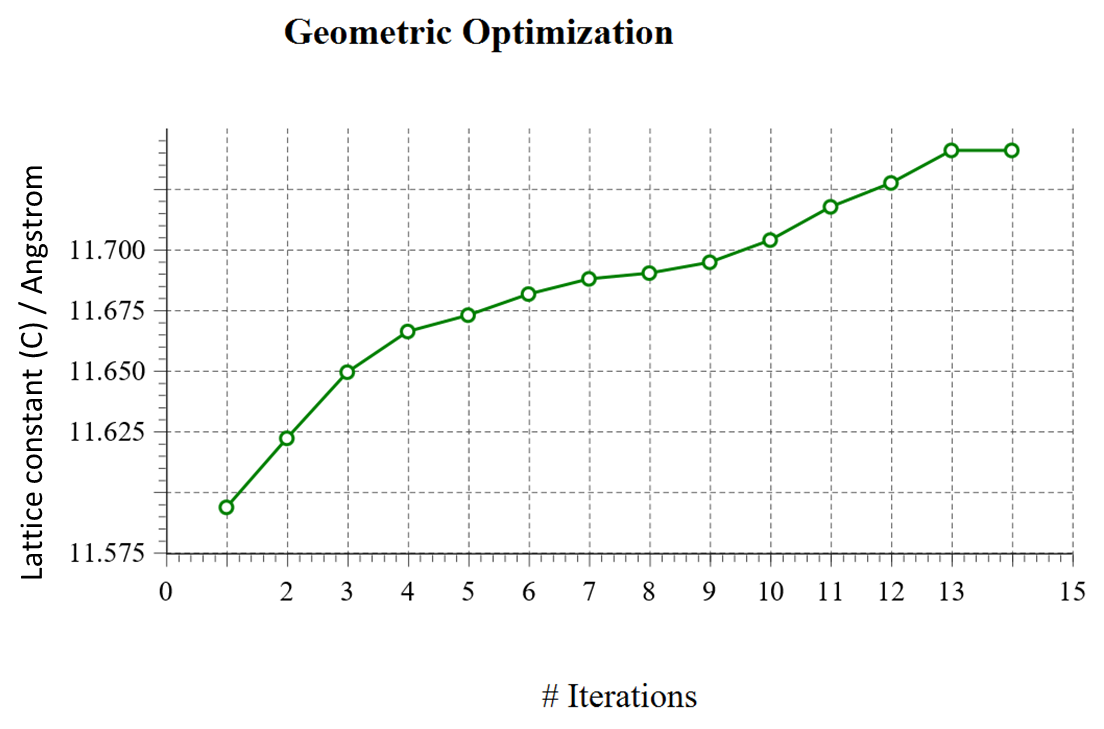 Geometric Optimization
Lattice constant (C) / Angstrom
11.700
11.675
11.650
11.625
11.575
0 2 3 4 5 6 7 8 9 10 11 12 13 15
# Iterations